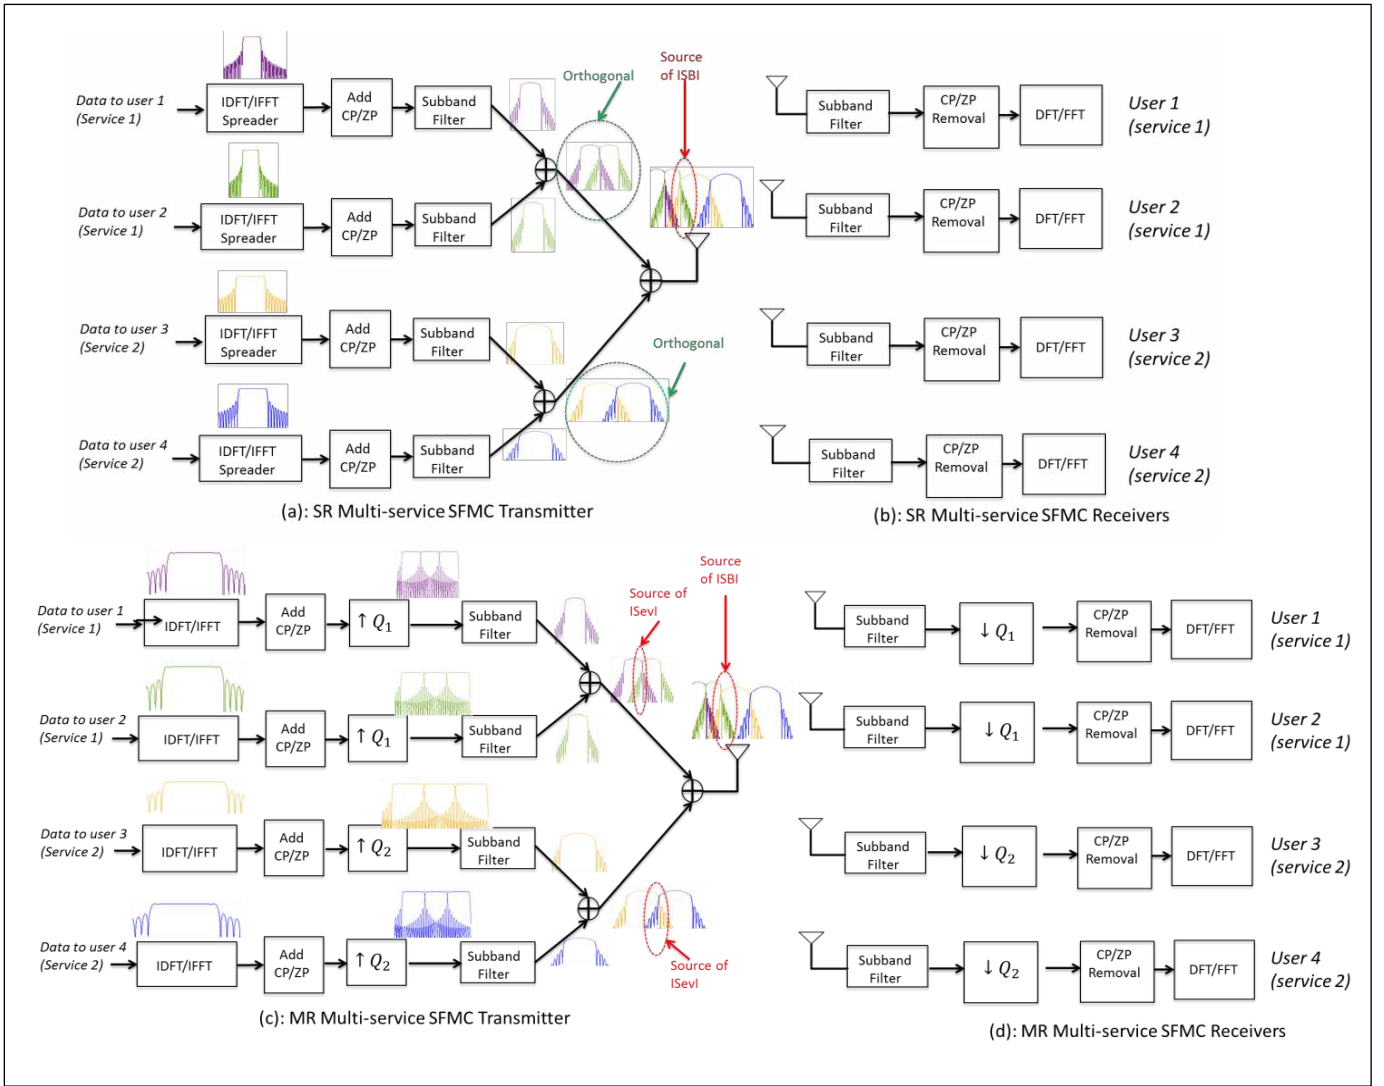 Data to user 1
(Service 1)
IDFT/IFFT
Spreader
Add
CP/ZP
Subband
Filter
Orthogonal
Source
of ISBI
Data to user 2
(Service 1)
IDFT/IFFT
Spreader
Add
CP/ZP
Subband
Filter
Data to user 3
(Service 2)
IDFT/IFFT
Spreader
Add
CP/ZP
Subband
Filter
Orthogonal
Data to user 4
(Service 2)
IDFT/IFFT
Spreader
Add
CP/ZP
Subband
Filter
(a): SR Multi-service SFMC Transmitter
Subband
Filter
CP/ZP
Removal
DFT/FFT
User 1
(service 1)
Subband
Filter
CP/ZP
Removal
DFT/FFT
User 2
(service 1)
Subband
Filter
CP/ZP
Removal
DFT/FFT
User 3
(service 2)
Subband
Filter
CP/ZP
Removal
DFT/FFT
User 4
(service 2)
(b): SR Multi-service SFMC Receivers
Data to user 1
(Service 1)
IDFT/IFFT
Add
CP/ZP
↑ Q1
Subband
Filter
Source of
ISevI
Source
of ISBI
Data to user 2
(Service 1)
IDFT/IFFT
Add
CP/ZP
↑ Q1
Subband
Filter
Data to user 3
(Service 2)
IDFT/IFFT
Add
CP/ZP
↑ Q2
Subband
Filter
Data to user 4
(Service 2)
IDFT/IFFT
Add
CP/ZP
↑ Q2
Subband
Filter
Source of
ISevI
(c): MR Multi-service SFMC Transmitter
Subband
Filter
↓ Q1
CP/ZP
Removal
DFT/FFT
User 1
(service 1)
Subband
Filter
↓ Q1
CP/ZP
Removal
DFT/FFT
User 2
(service 1)
Subband
Filter
↓ Q2
CP/ZP
Removal
DFT/FFT
User 3
(service 2)
Subband
Filter
↓ Q2
CP/ZP
Removal
DFT/FFT
User 4
(service 2)
(d): MR Multi-service SFMC Receivers